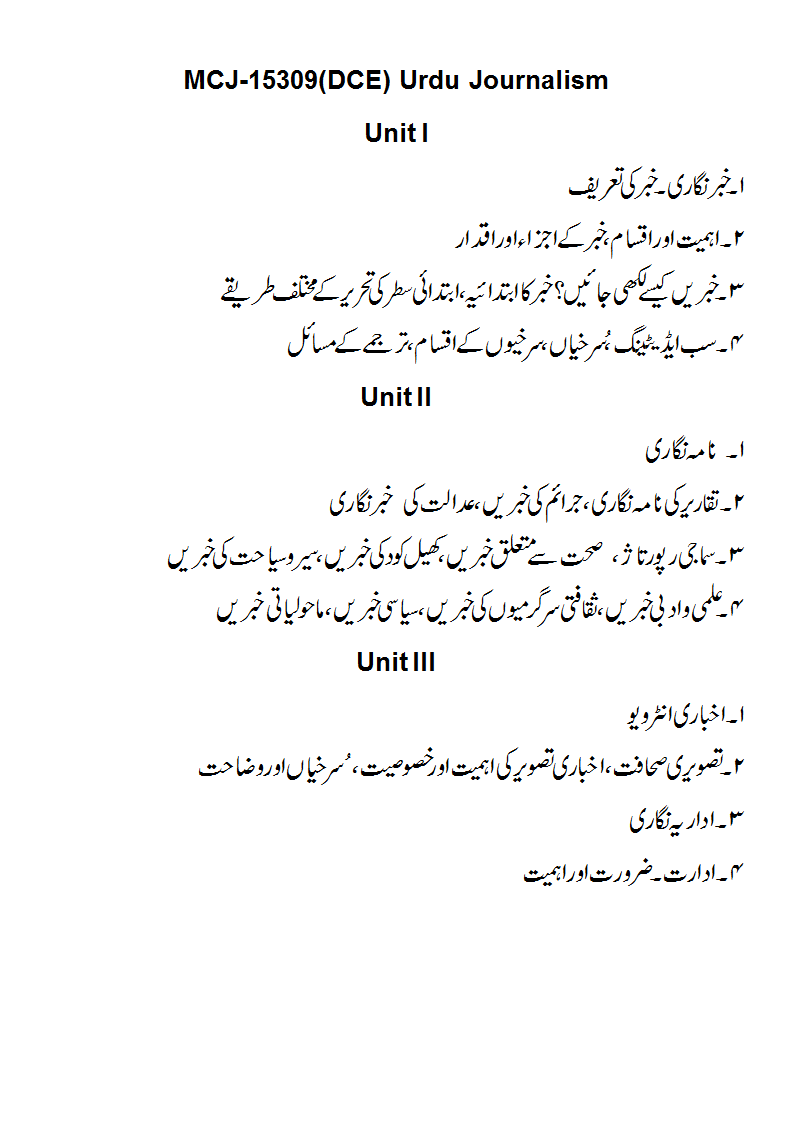 MCJ-15309(DCE) Urdu Journalism
Unit I
۱۔خبر نگاری۔خبر کی تعریف
۲۔اہمیت اور اقسام،خبر کے اجزاء اور اقدار
۳۔خبریں کیسے لکھی جائیں؟خبر کا ابتدائیہ،ابتدائی سطر کی تحریر کے مختلف طریقے
۴۔سب ایڈیٹینگ ،سُرخیاں،سرخیوں کے اقسام،ترجمے کے مسائل
Unit II
۱۔ نامہ نگاری
۲۔تقاریر کی نامہ نگاری،جرائم کی خبریں،عدالت کی خبر نگاری
۳۔سماجی رپورتاژ، صحت سے متعلق خبریں،کھیل کود کی خبریں،سیر و سیاحت کی خبریں
۴۔علمی و ادبی خبریں،ثقافتی سرگرمیوں کی خبریں،سیاسی خبریں،ماحولیاتی خبریں
Unit III
۱۔اخباری انٹرویو
۲۔تصویری صحافت،اخباری تصویر کی اہمیت اور خصوصیت،سُرخیاں اور وضاحت
۳۔اداریہ نگاری
۴۔ادارت۔ضرورت اور اہمیت